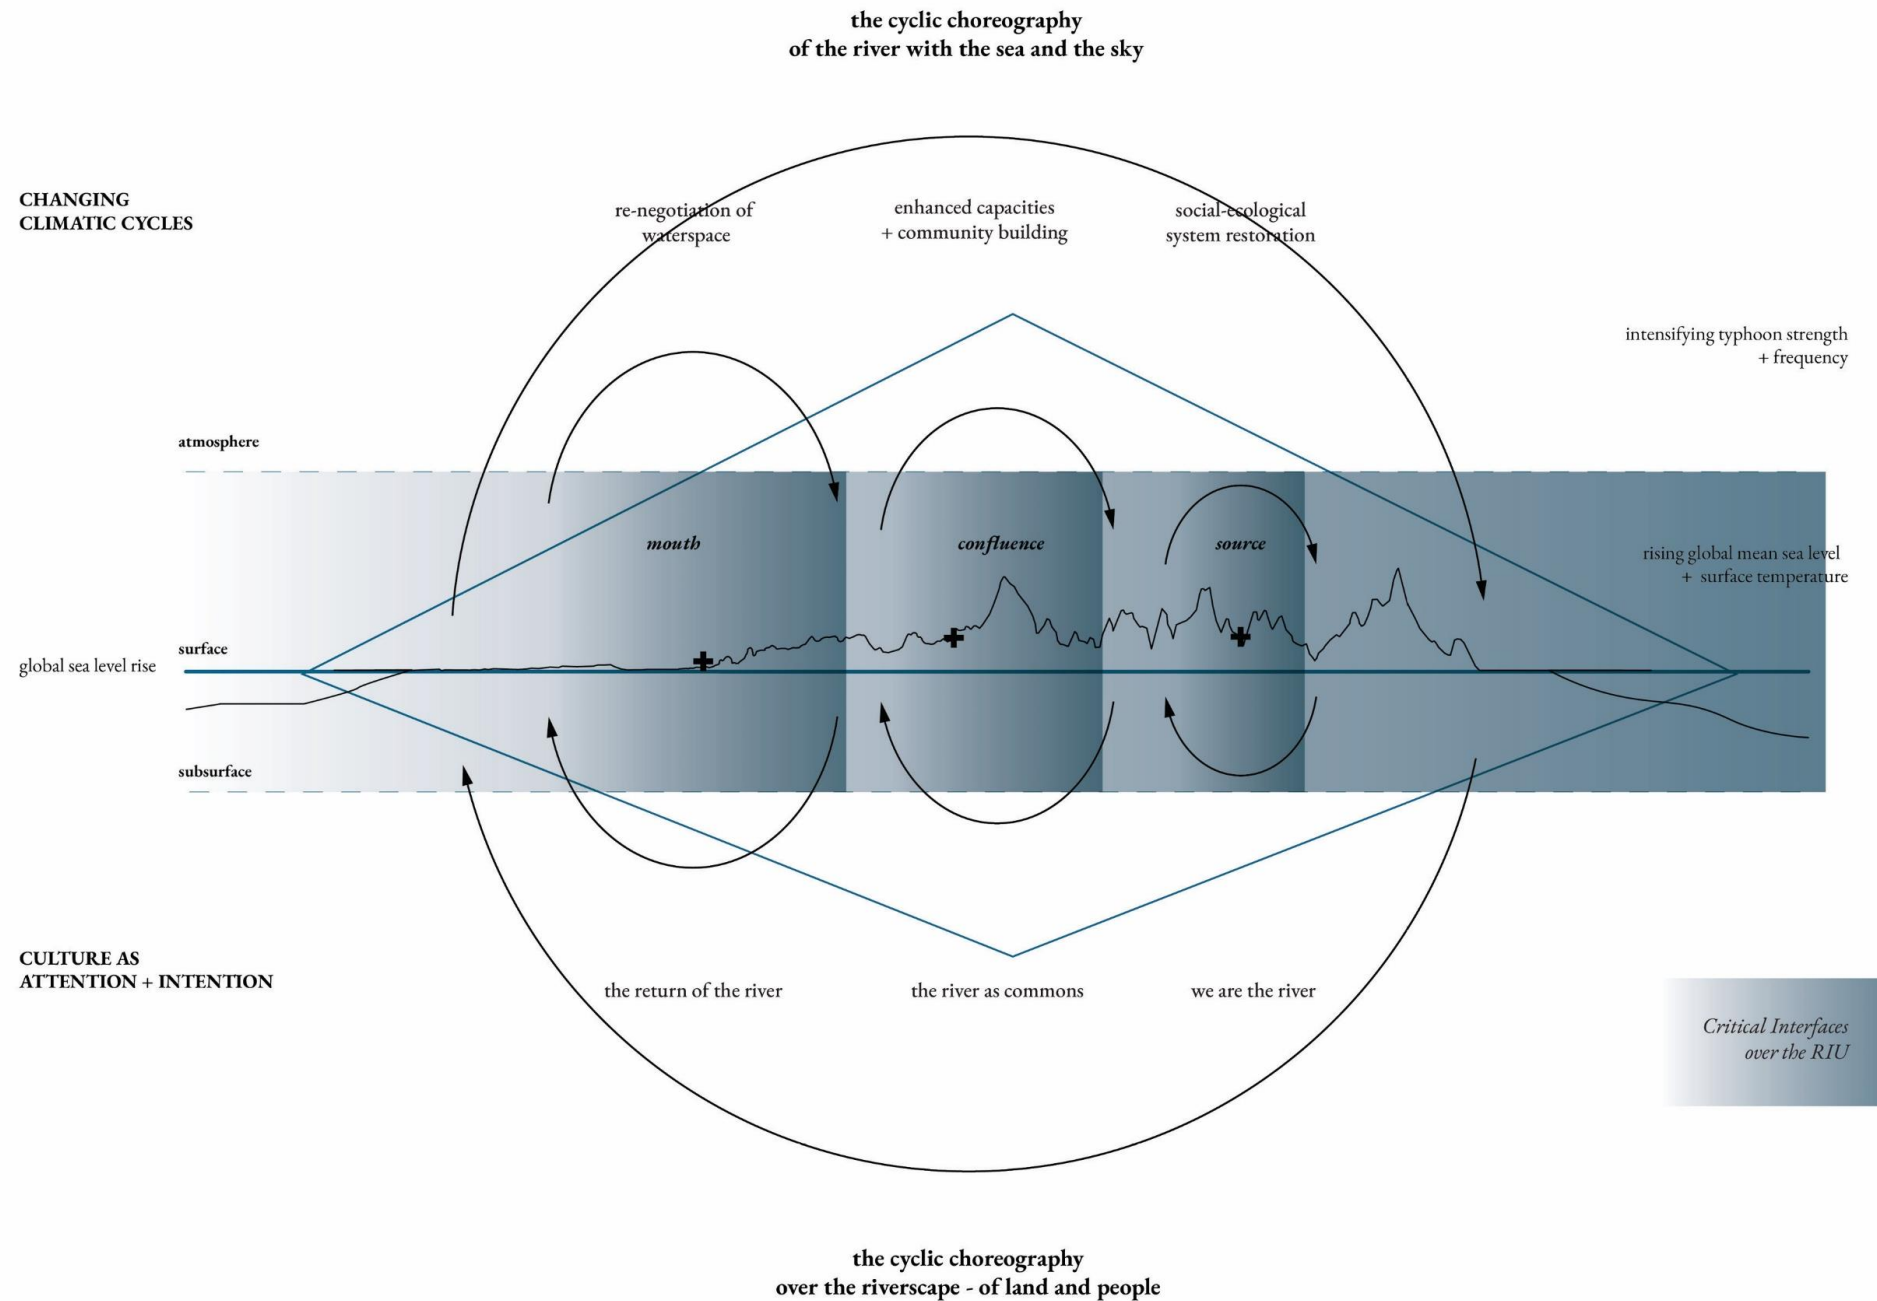 the cyclic choreography
of the river with the sea and the sky
CHANGING
CLIMATIC CYCLES
re-negotiation of
waterspace
enhanced capacities
+ community building
social-ecological
system restoration
intensifying typhoon strength
+ frequency
atmosphere
mouth
confluence
source
rising global mean sea level
+ surface temperature
surface
global sea level rise
subsurface
CULTURE AS
ATTENTION + INTENTION
the return of the river
the river as commons
we are the river
Critical Interfaces
over the RIU
the cyclic choreography
over the riverscape - of land and people